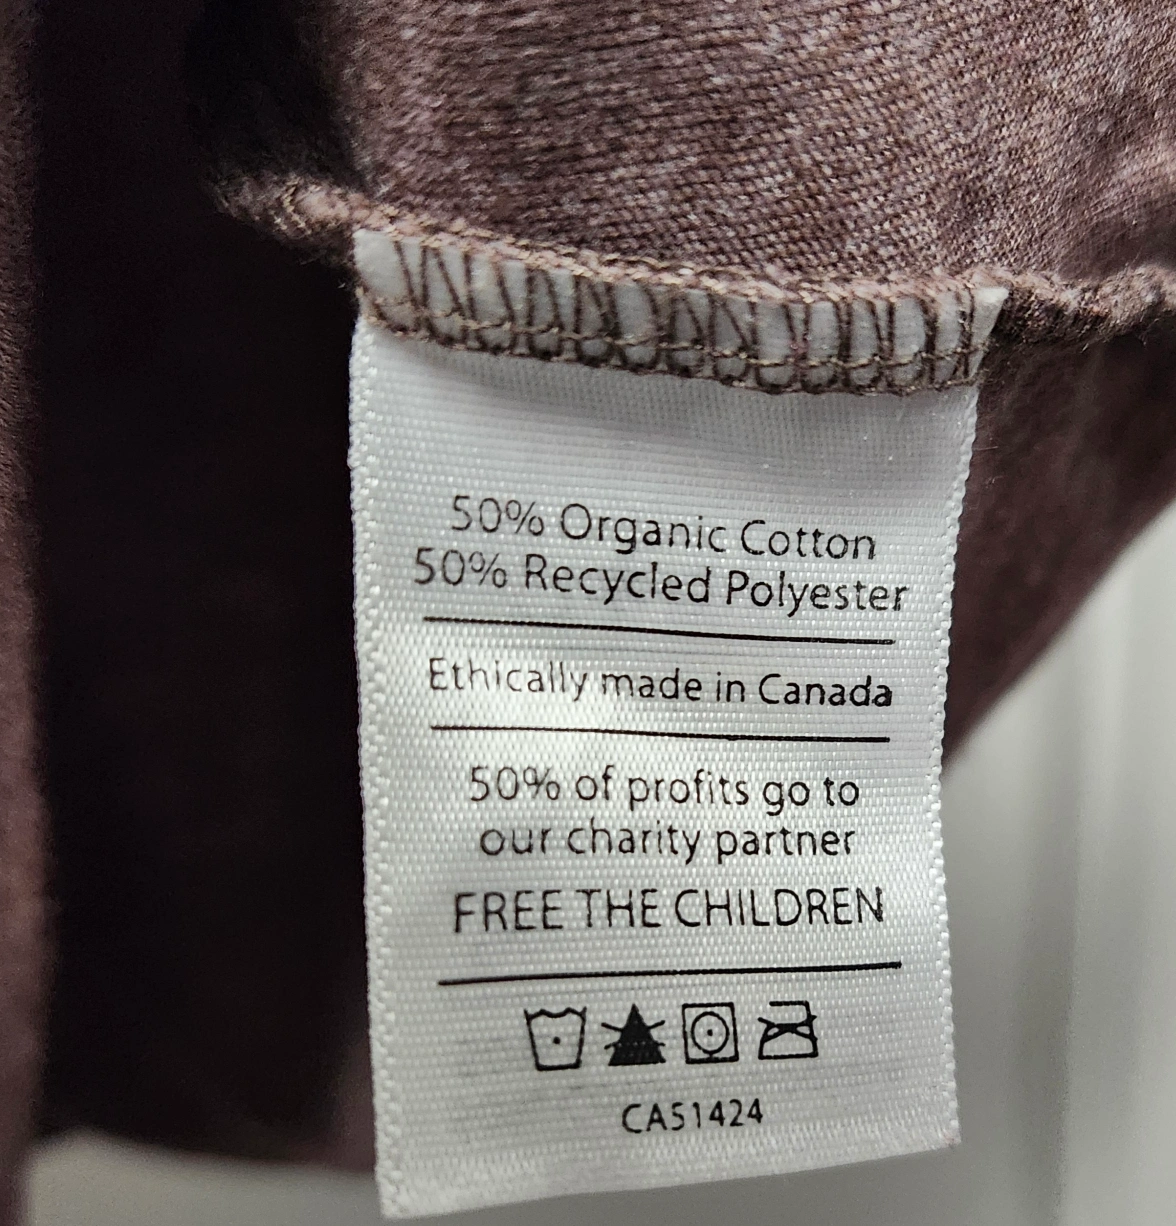 50% Organic Cotton
50% Recycled Polyester
Ethically made in Canada
50% of profits go to
our charity partner
FREE THE CHILDREN
CA51424